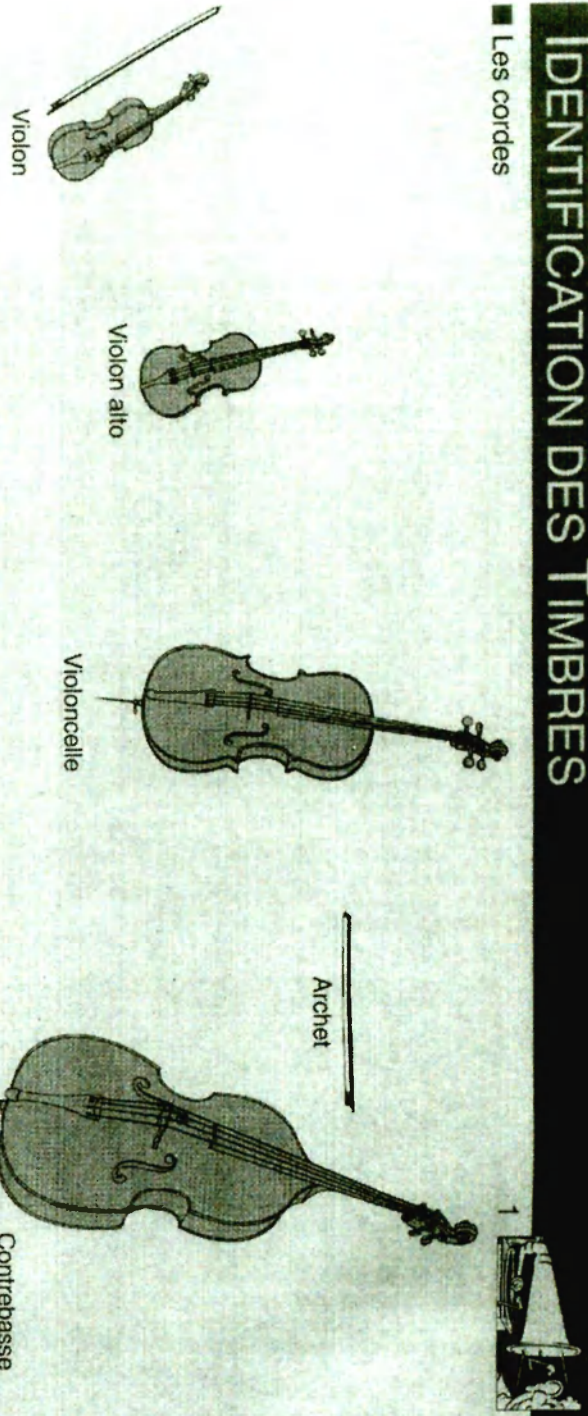 IDENTIFICATION DES TIMBRES
1
■ Les cordes
Violon
Violon alto
Violoncelle
Archet
Contrebasse